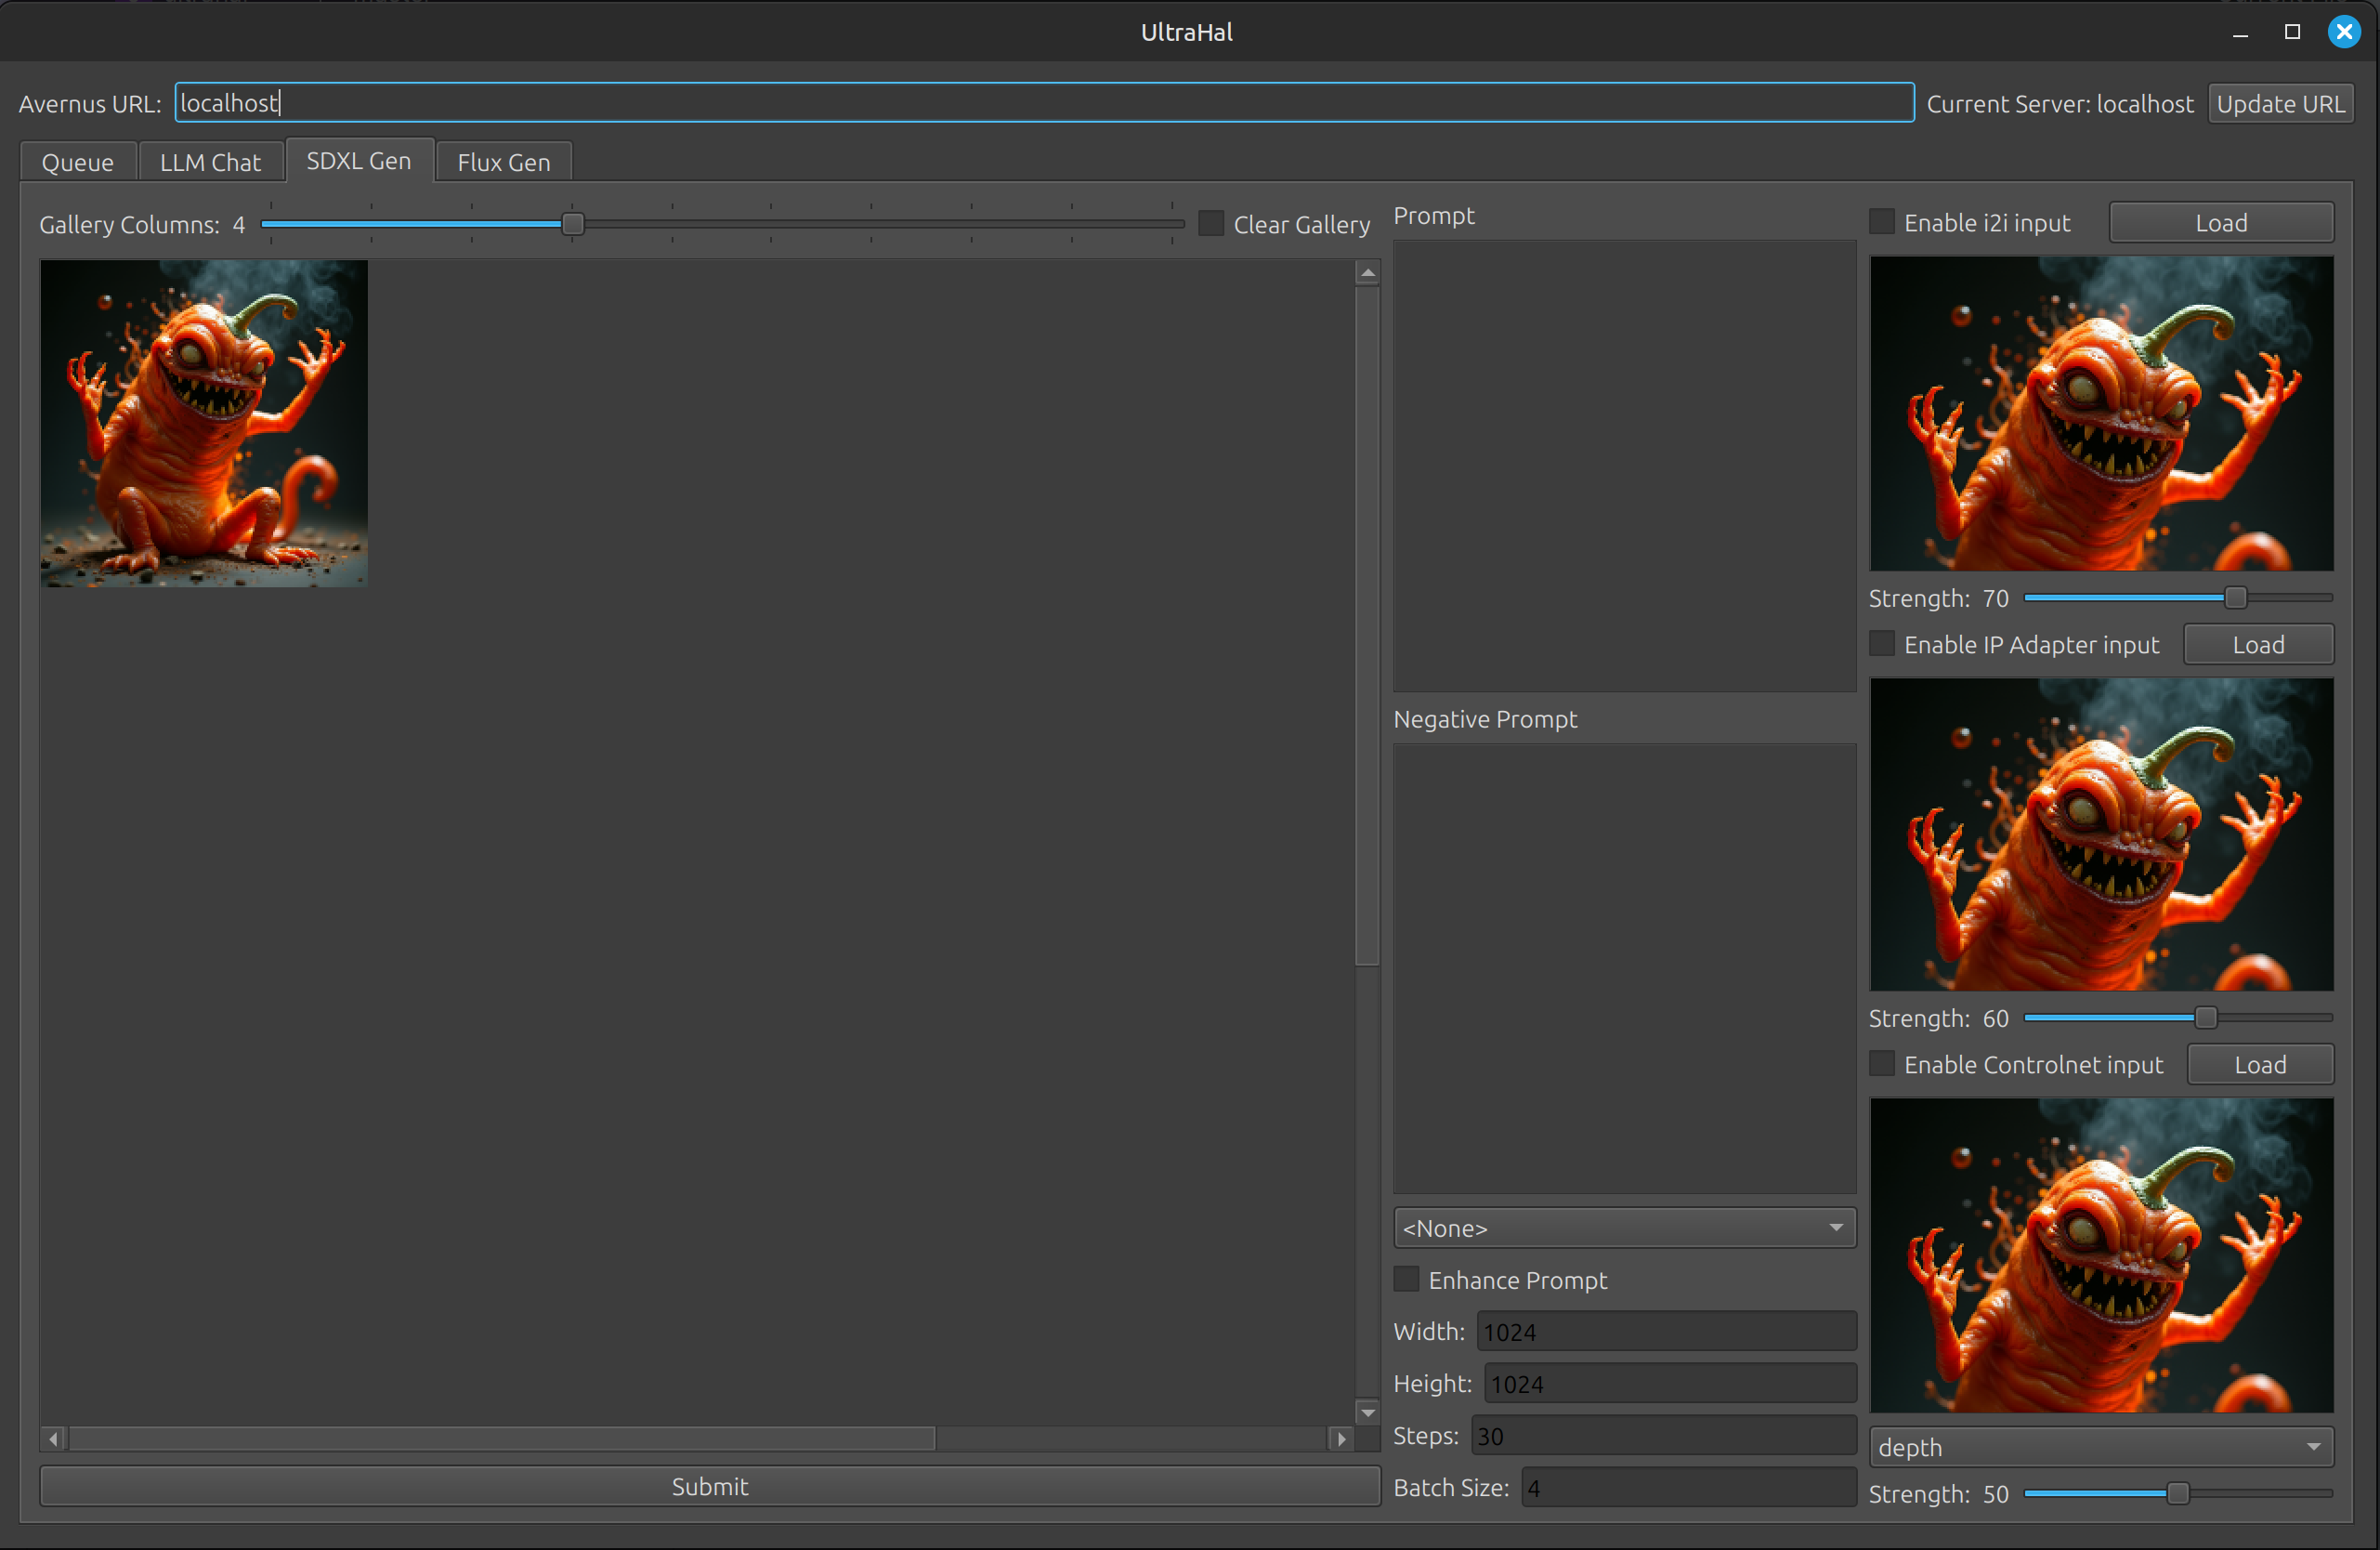 UltraHal
Avernus URL: localhost Current Server: localhost Update URL
Queue LLM Chat SDXL Gen Flux Gen
Gallery Columns: 4 Clear Gallery
Prompt
Negative Prompt
<None>
Enhance Prompt
Width: 1024
Height: 1024
Steps: 30
Batch Size: 4
Enable i2i input Load
Strength: 70
Enable IP Adapter input Load
Strength: 60
Enable Controlnet input Load
depth
Strength: 50
Submit